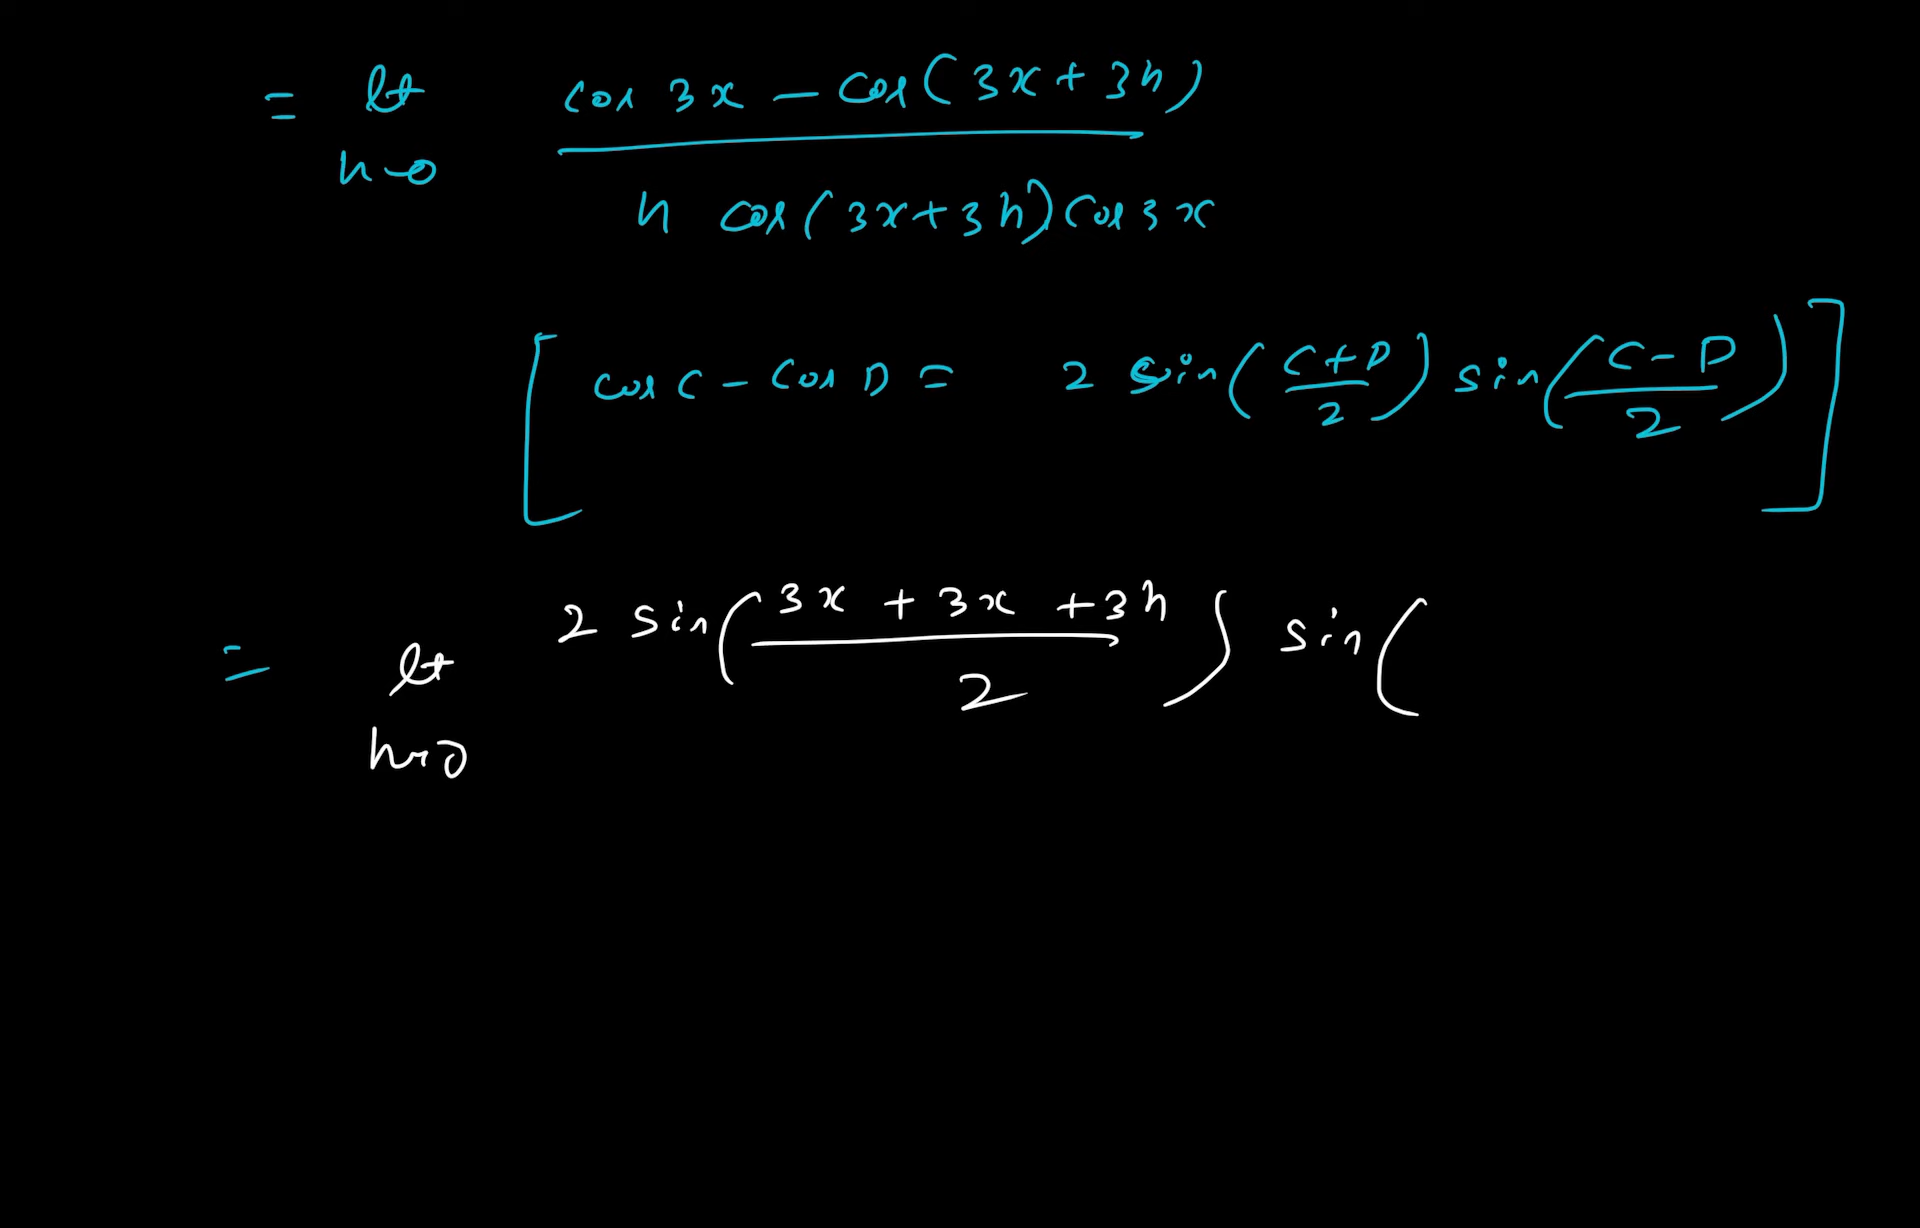 = lt cos 3x - cos(3x + 3h)
h→0 h cos(3x+3h) cos 3x
[ cos C - cos D = 2 sin( C+D / 2 ) sin( C-D / 2 ) ]
= lt 2 sin( 3x + 3x + 3h / 2 ) sin(
h→0